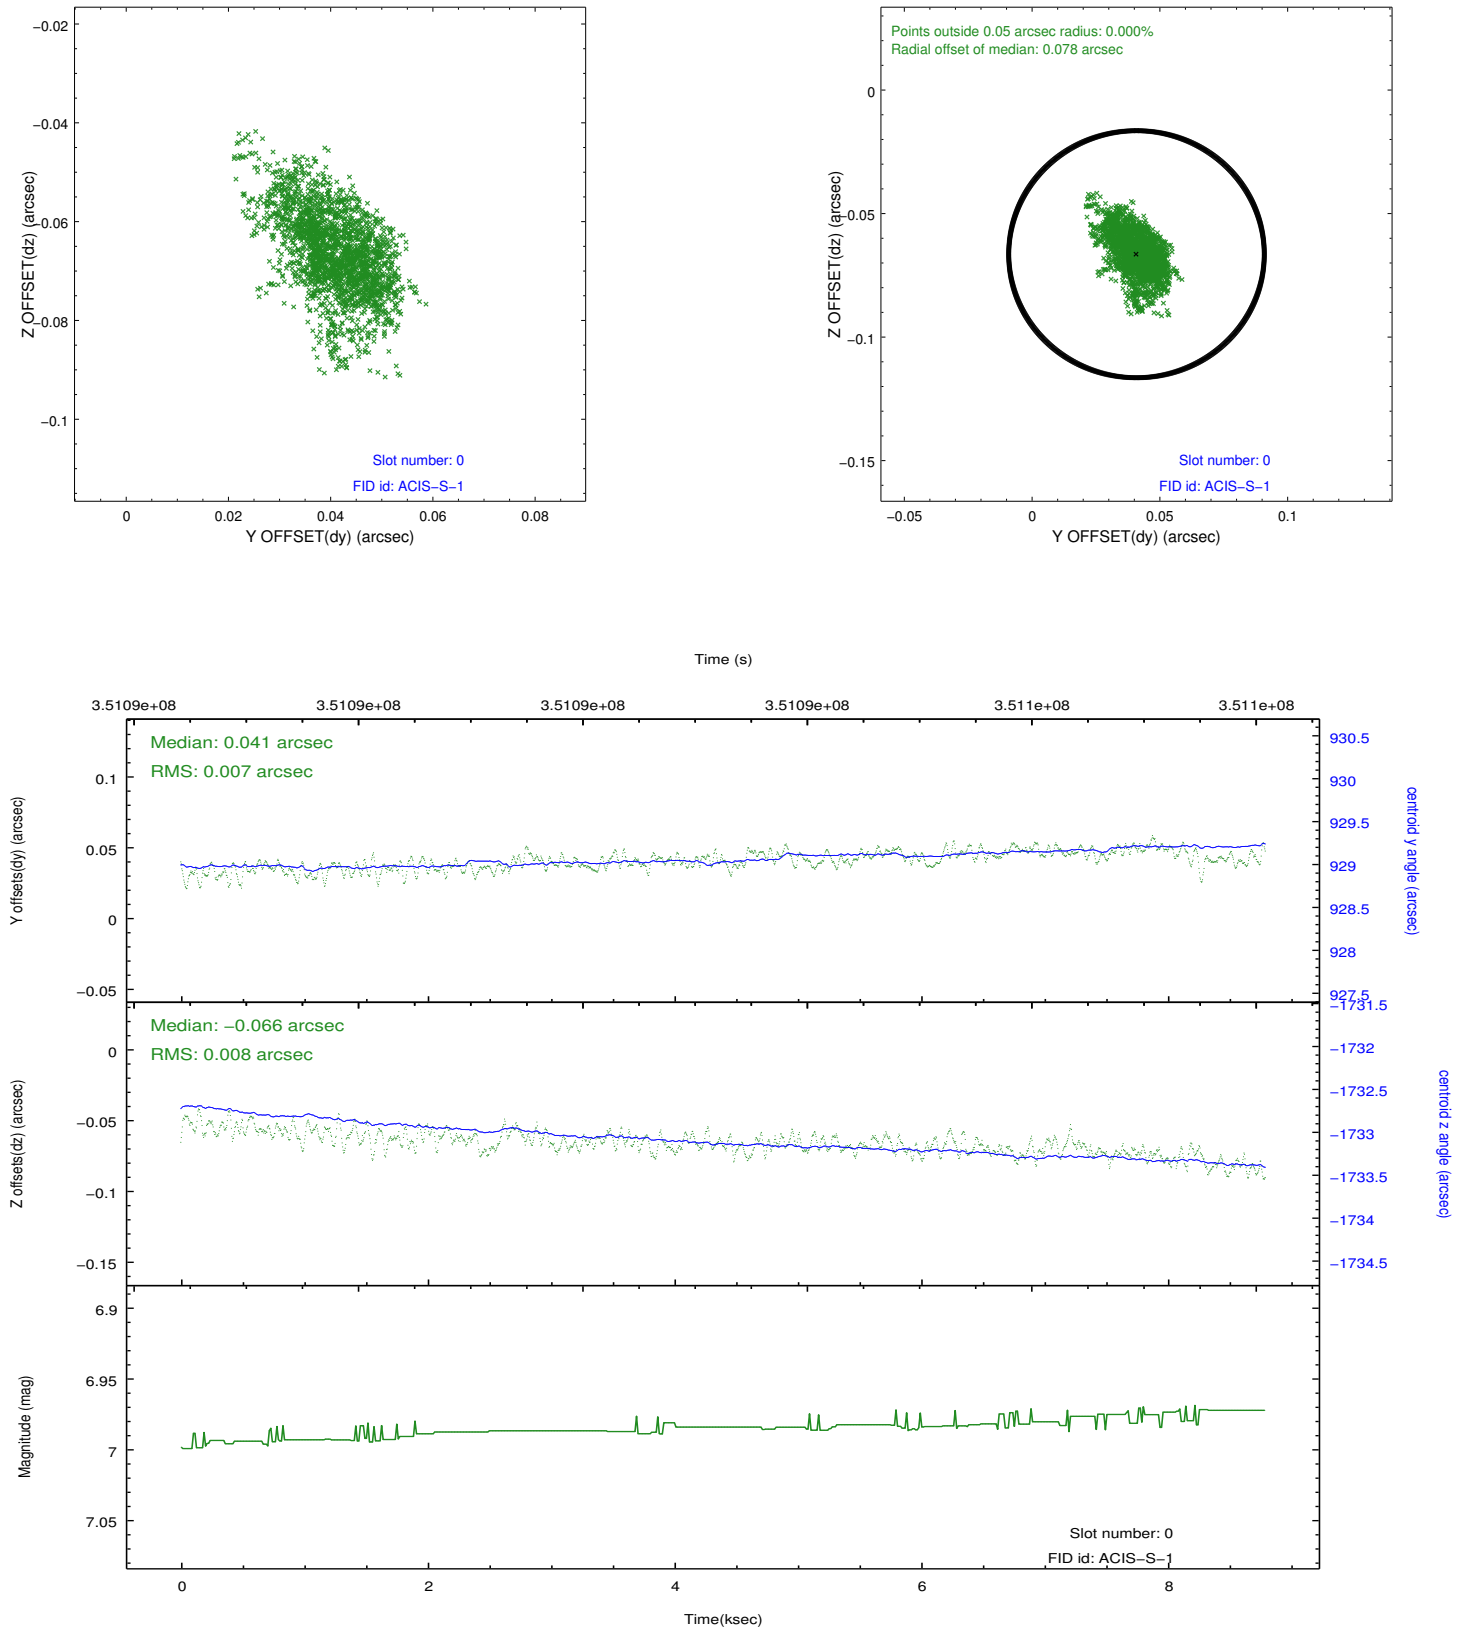 −0.02
−0.04
−0.06
−0.08
−0.1
Z OFFSET(dz) (arcsec)
Slot number: 0
FID id: ACIS−S−1
0
0.02
0.04
0.06
0.08
Y OFFSET(dy) (arcsec)
Points outside 0.05 arcsec radius: 0.000%
Radial offset of median: 0.078 arcsec
0
−0.05
−0.1
−0.15
Z OFFSET(dz) (arcsec)
Slot number: 0
FID id: ACIS−S−1
−0.05
0
0.05
0.1
Y OFFSET(dy) (arcsec)
Time (s)
3.5109e+08
3.5109e+08
3.5109e+08
3.5109e+08
3.511e+08
3.511e+08
Median: 0.041 arcsec
RMS: 0.007 arcsec
0.1
0.05
0
−0.05
Y offsets(dy) (arcsec)
930.5
930
929.5
929
928.5
928
927.5
centroid y angle (arcsec)
Median: −0.066 arcsec
RMS: 0.008 arcsec
0
−0.05
−0.1
−0.15
Z offsets(dz) (arcsec)
−1731.5
−1732
−1732.5
−1733
−1733.5
−1734
−1734.5
centroid z angle (arcsec)
6.9
6.95
7
7.05
Magnitude (mag)
Slot number: 0
FID id: ACIS−S−1
0
2
4
6
8
Time(ksec)